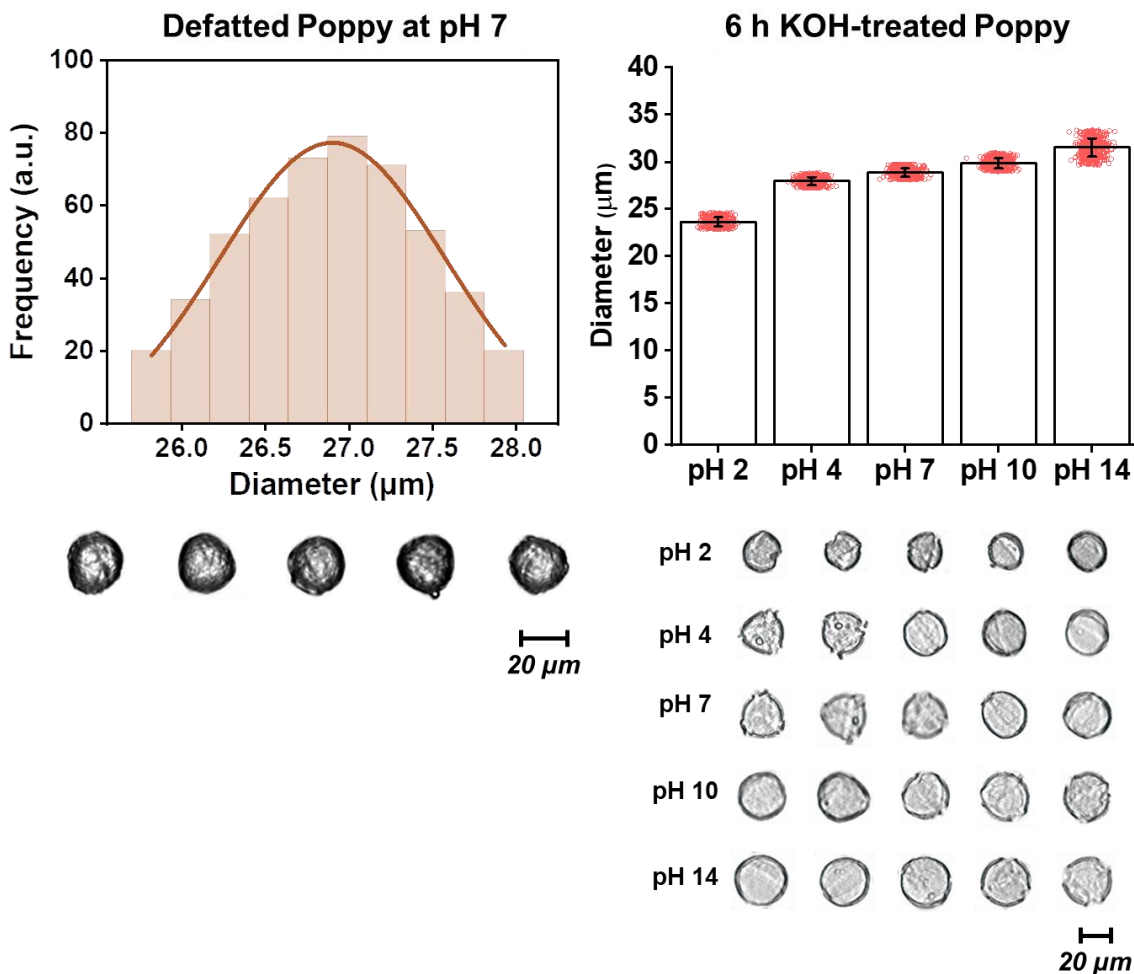 Defatted Poppy at pH 7
100
80
60
40
20
0
Frequency (a.u.)
26.0 26.5 27.0 27.5 28.0
Diameter (µm)
20 µm
6 h KOH-treated Poppy
40
35
30
25
20
15
10
5
0
Diameter (µm)
pH 2 pH 4 pH 7 pH 10 pH 14
pH 2
pH 4
pH 7
pH 10
pH 14
20 µm